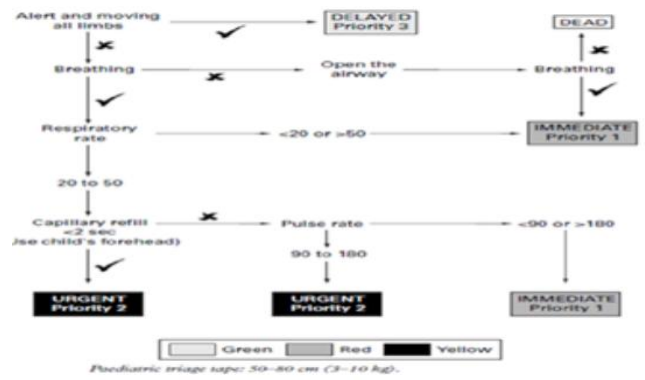 Alert and moving
all limbs
DELAYED
Priority 3
DEAD
Breathing
Open the
airway
Breathing
Respiratory
rate
<20 or >50
IMMEDIATE
Priority 1
20 to 50
Capillary refill
<2 sec
Use child's forehead)
Pulse rate
<90 or >180
90 to 180
URGENT
Priority 2
URGENT
Priority 2
IMMEDIATE
Priority 1
Green
Red
Yellow
Paediatric triage tape: 50–80 cm (3–10 kg).